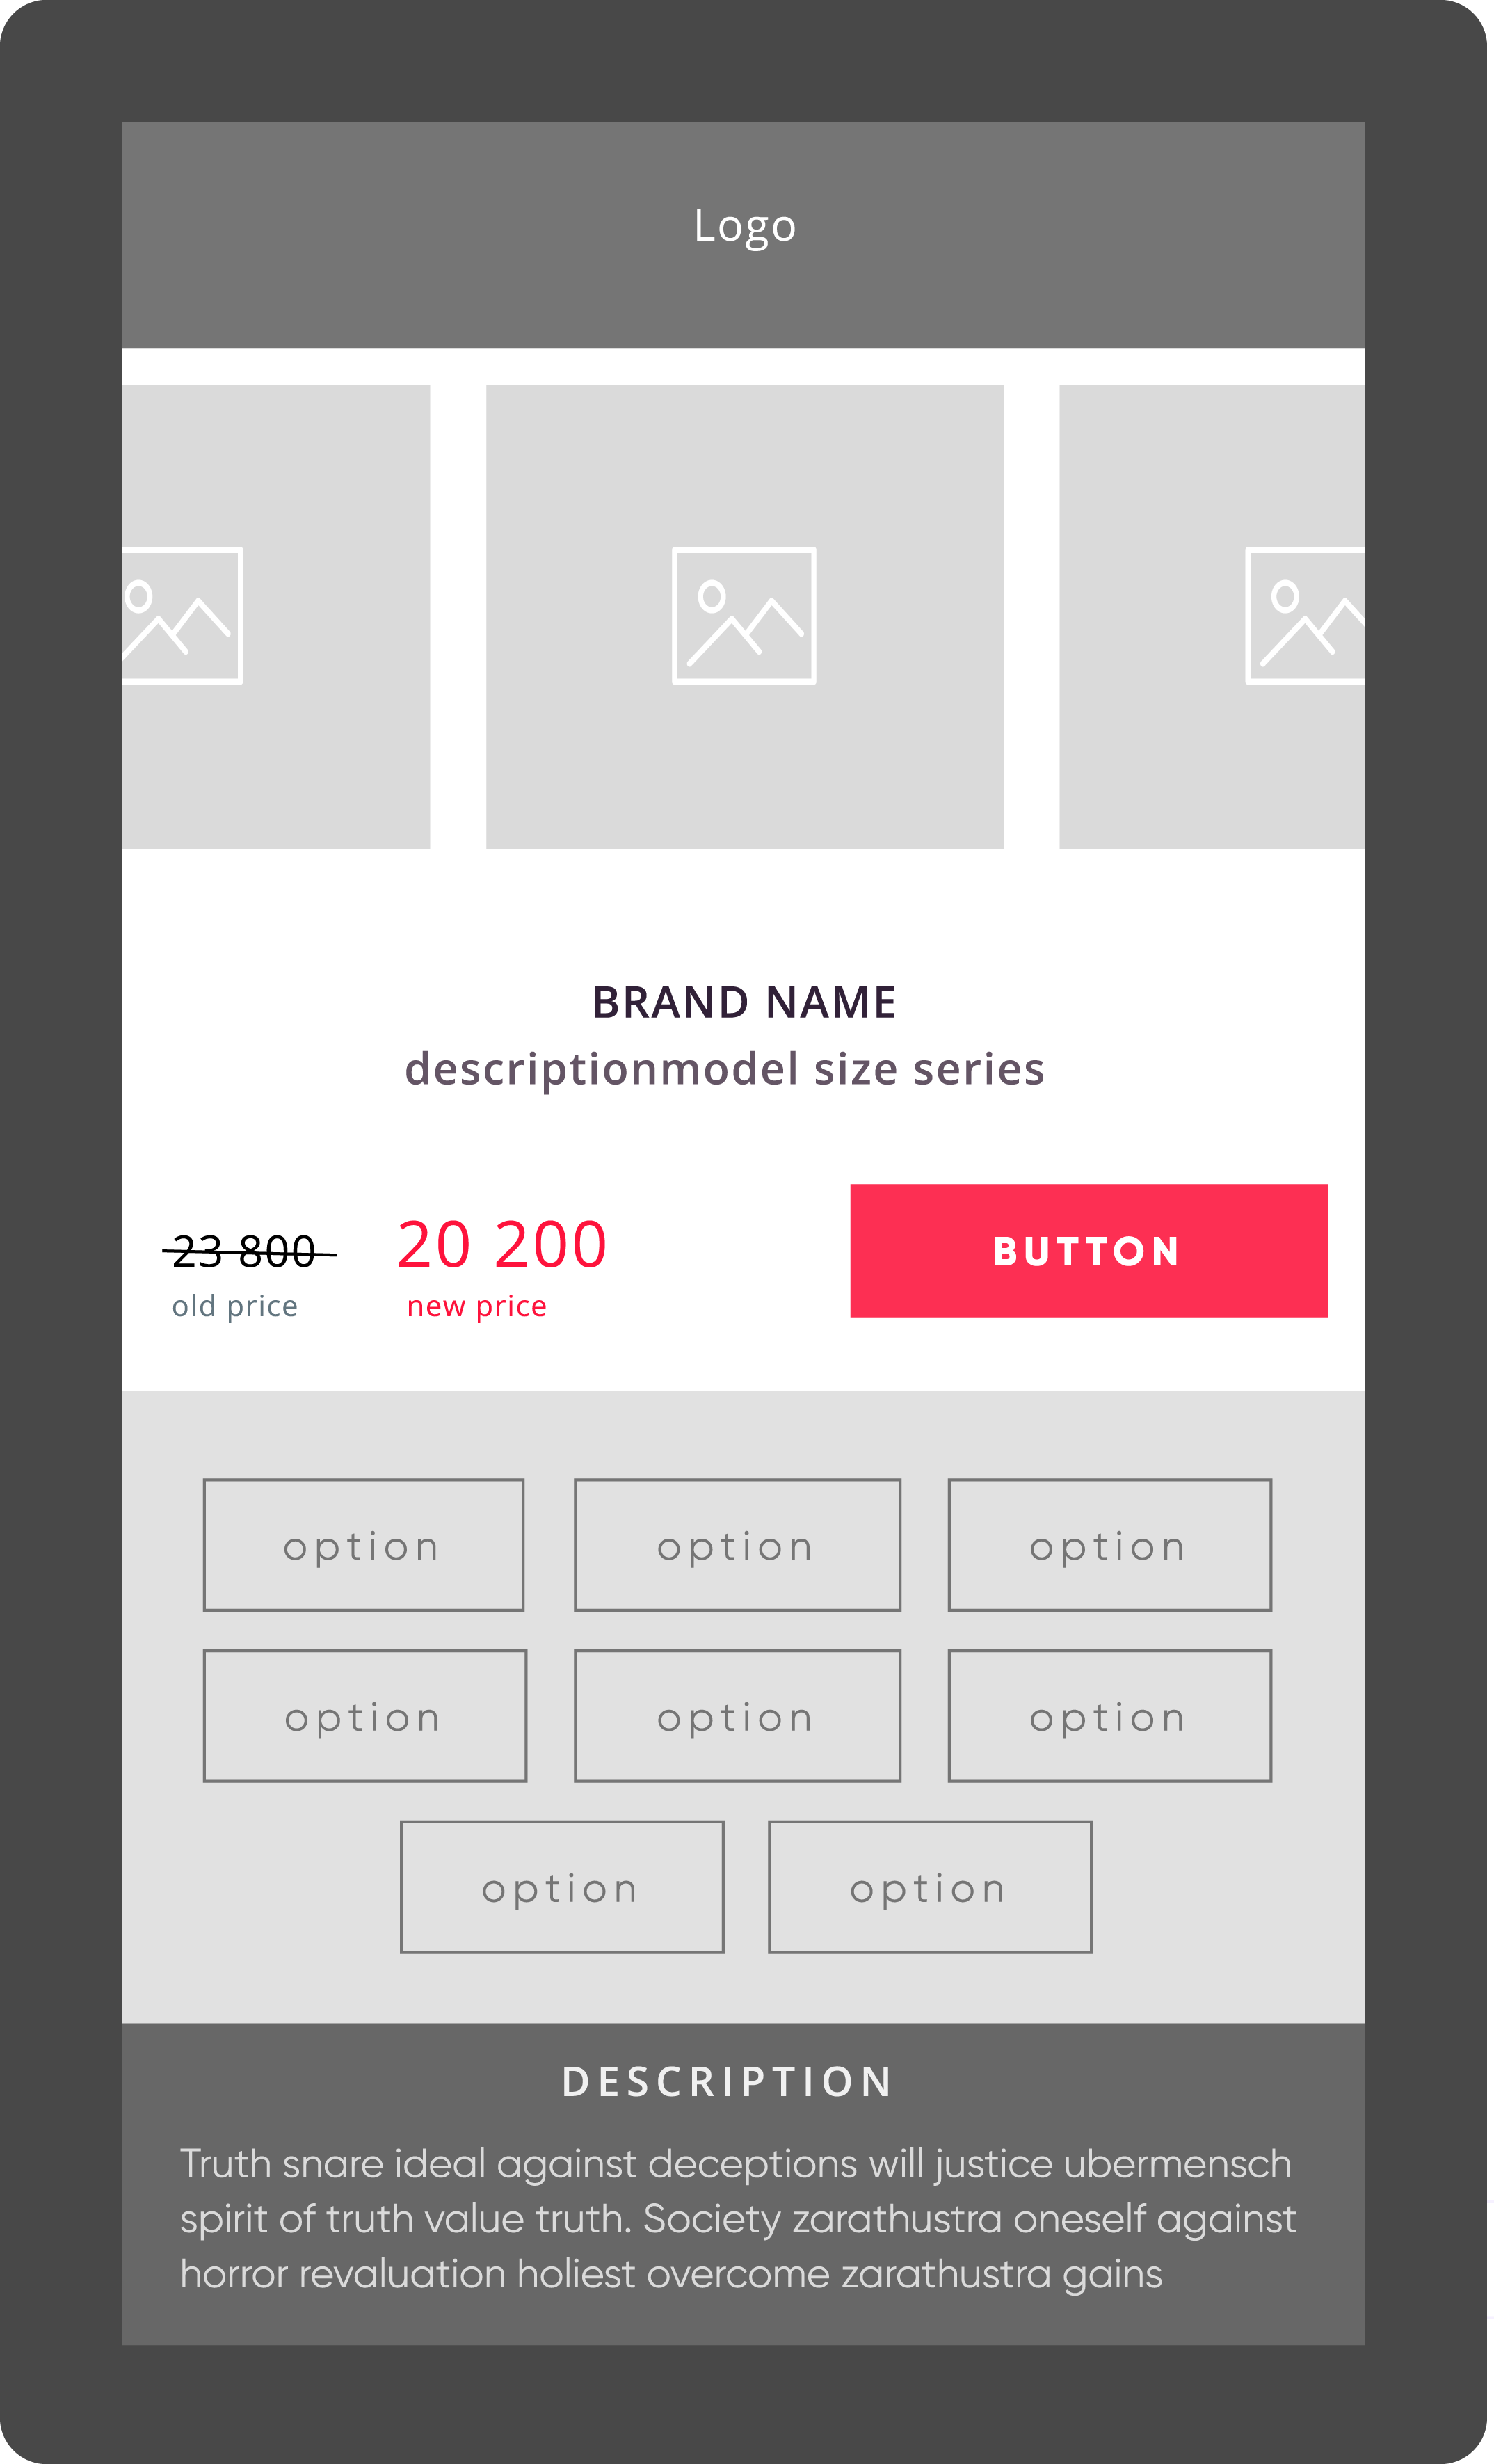 Logo
BRAND NAME
descriptionmodel size series
23 800 20 200 BUTTON
old price new price
option option option
option option option
option option
DESCRIPTION
Truth snare ideal against deceptions will justice ubermensch
spirit of truth value truth. Society zarathustra oneself against
horror revaluation holiest overcome zarathustra gains